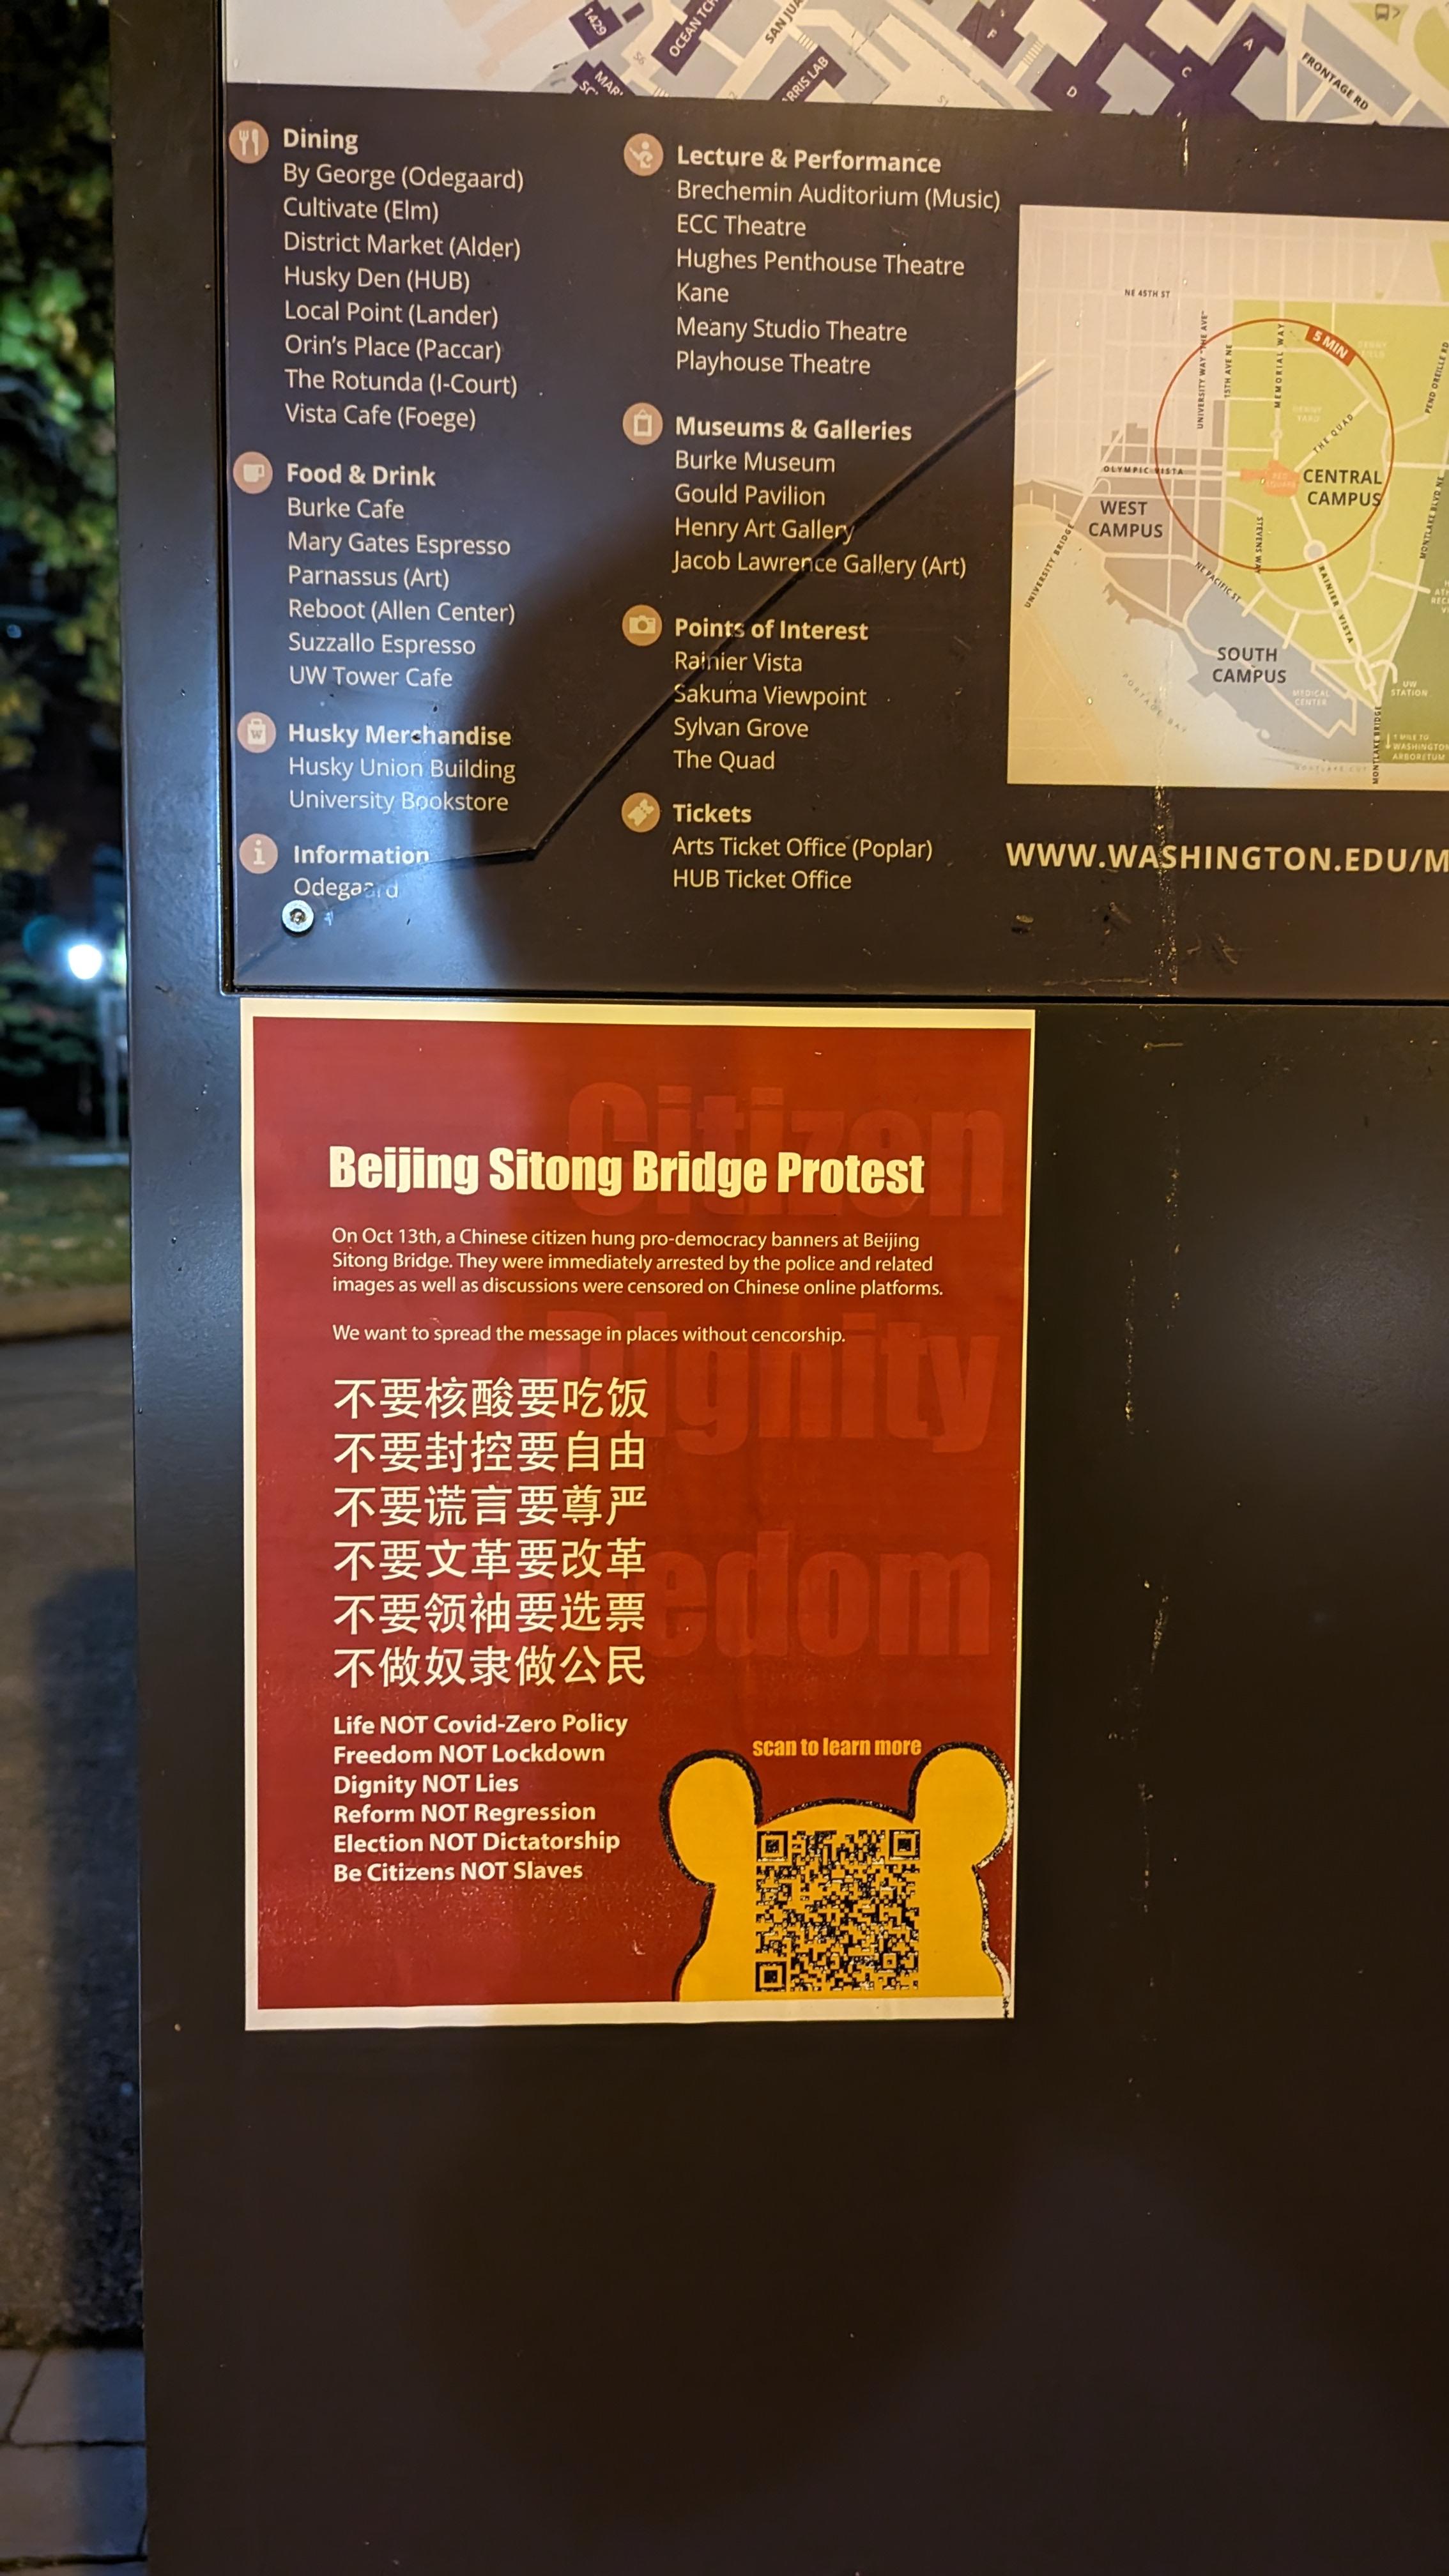 1429
OCEAN TCH
SAN JUA
MAR
SC
RRIS LAB
F
D
A
C
FRONTAGE RD
Dining
By George (Odegaard)
Cultivate (Elm)
District Market (Alder)
Husky Den (HUB)
Local Point (Lander)
Orin's Place (Paccar)
The Rotunda (I-Court)
Vista Cafe (Foege)
Food & Drink
Burke Cafe
Mary Gates Espresso
Parnassus (Art)
Reboot (Allen Center)
Suzzallo Espresso
UW Tower Cafe
Husky Merchandise
Husky Union Building
University Bookstore
Information
Odegaard
Lecture & Performance
Brechemin Auditorium (Music)
ECC Theatre
Hughes Penthouse Theatre
Kane
Meany Studio Theatre
Playhouse Theatre
Museums & Galleries
Burke Museum
Gould Pavilion
Henry Art Gallery
Jacob Lawrence Gallery (Art)
Points of Interest
Rainier Vista
Sakuma Viewpoint
Sylvan Grove
The Quad
Tickets
Arts Ticket Office (Poplar)
HUB Ticket Office
NE 45TH ST
UNIVERSITY WAY "THE AVE"
15TH AVE NE
MEMORIAL WAY
5 MIN
DENNY YARD
THE QUAD
PEND OREILLE RD
OLYMPIC VISTA
RED SQUARE
CENTRAL
CAMPUS
WEST
CAMPUS
STEVENS WAY
MONTLAKE BLVD NE
UNIVERSITY BRIDGE
NE PACIFIC ST
RAINIER VISTA
SOUTH
CAMPUS
MEDICAL
CENTER
UW
STATION
PORTAGE BAY
MONTLAKE BRIDGE
1 MILE TO
WASHINGTON
ARBORETUM
MONTLAKE CUT
WWW.WASHINGTON.EDU/M
Citizen
Dignity
edom
Beijing Sitong Bridge Protest
On Oct 13th, a Chinese citizen hung pro-democracy banners at Beijing
Sitong Bridge. They were immediately arrested by the police and related
images as well as discussions were censored on Chinese online platforms.
We want to spread the message in places without cencorship.
不要核酸要吃饭
不要封控要自由
不要谎言要尊严
不要文革要改革
不要领袖要选票
不做奴隶做公民
Life NOT Covid-Zero Policy
Freedom NOT Lockdown
Dignity NOT Lies
Reform NOT Regression
Election NOT Dictatorship
Be Citizens NOT Slaves
scan to learn more